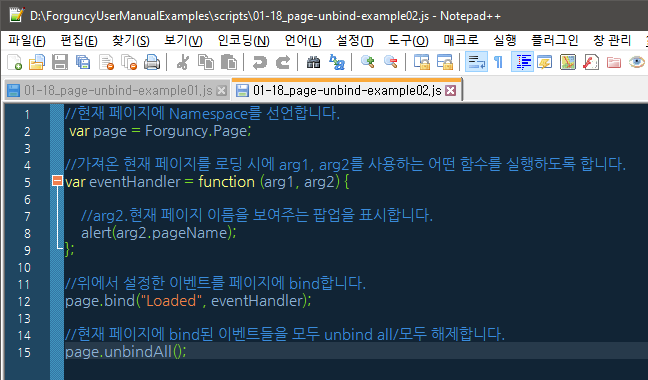 D:\ForguncyUserManualExamples\scripts\01-18_page-unbind-example02.js - Notepad++
파일(F) 편집(E) 찾기(S) 보기(V) 인코딩(N) 언어(L) 설정(T) 도구(O) 매크로 실행 플러그인 창 관리
01-18_page-unbind-example01.js 01-18_page-unbind-example02.js
1 //현재 페이지에 Namespace를 선언합니다.
2 var page = Forguncy.Page;
3
4 //가져온 현재 페이지를 로딩 시에 arg1, arg2를 사용하는 어떤 함수를 실행하도록 합니다.
5 var eventHandler = function (arg1, arg2) {
6
7 //arg2.현재 페이지 이름을 보여주는 팝업을 표시합니다.
8 alert(arg2.pageName);
9 };
10
11 //위에서 설정한 이벤트를 페이지에 bind합니다.
12 page.bind("Loaded", eventHandler);
13
14 //현재 페이지에 bind된 이벤트들을 모두 unbind all/모두 해제합니다.
15 page.unbindAll();